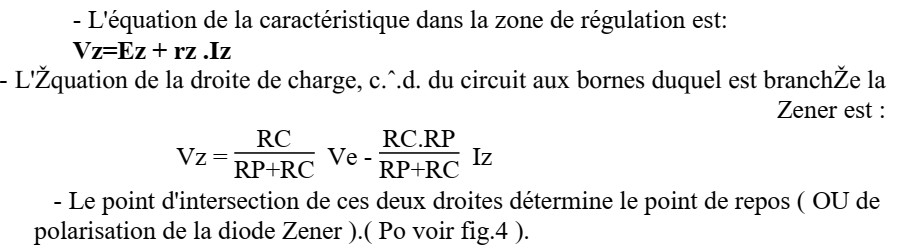 - L'équation de la caractéristique dans la zone de régulation est:
Vz=Ez + rz .Iz
- L'Žquation de la droite de charge, c.ˆ.d. du circuit aux bornes duquel est branchŽe la
Zener est :
Vz = RC/RP+RC Ve - RC.RP/RP+RC Iz
- Le point d'intersection de ces deux droites détermine le point de repos ( OU de
polarisation de la diode Zener ).( Po voir fig.4 ).